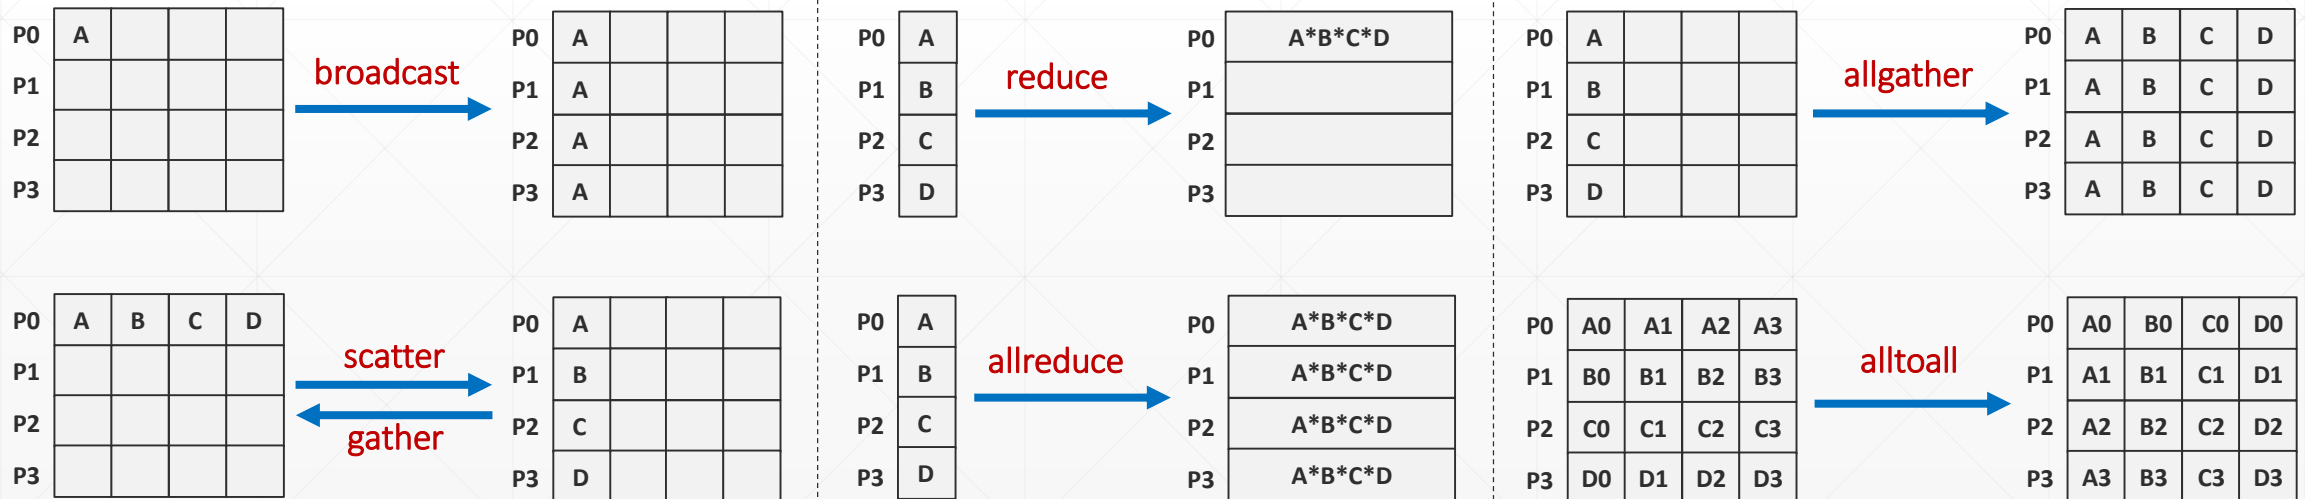 P0 A
P1
P2
P3
broadcast
P0 A
P1 A
P2 A
P3 A
P0 A
P1 B
P2 C
P3 D
reduce
P0 A*B*C*D
P1
P2
P3
P0 A
P1 B
P2 C
P3 D
allgather
P0 A B C D
P1 A B C D
P2 A B C D
P3 A B C D
P0 A B C D
P1
P2
P3
scatter
gather
P0 A
P1 B
P2 C
P3 D
P0 A
P1 B
P2 C
P3 D
allreduce
P0 A*B*C*D
P1 A*B*C*D
P2 A*B*C*D
P3 A*B*C*D
P0 A0 A1 A2 A3
P1 B0 B1 B2 B3
P2 C0 C1 C2 C3
P3 D0 D1 D2 D3
alltoall
P0 A0 B0 C0 D0
P1 A1 B1 C1 D1
P2 A2 B2 C2 D2
P3 A3 B3 C3 D3